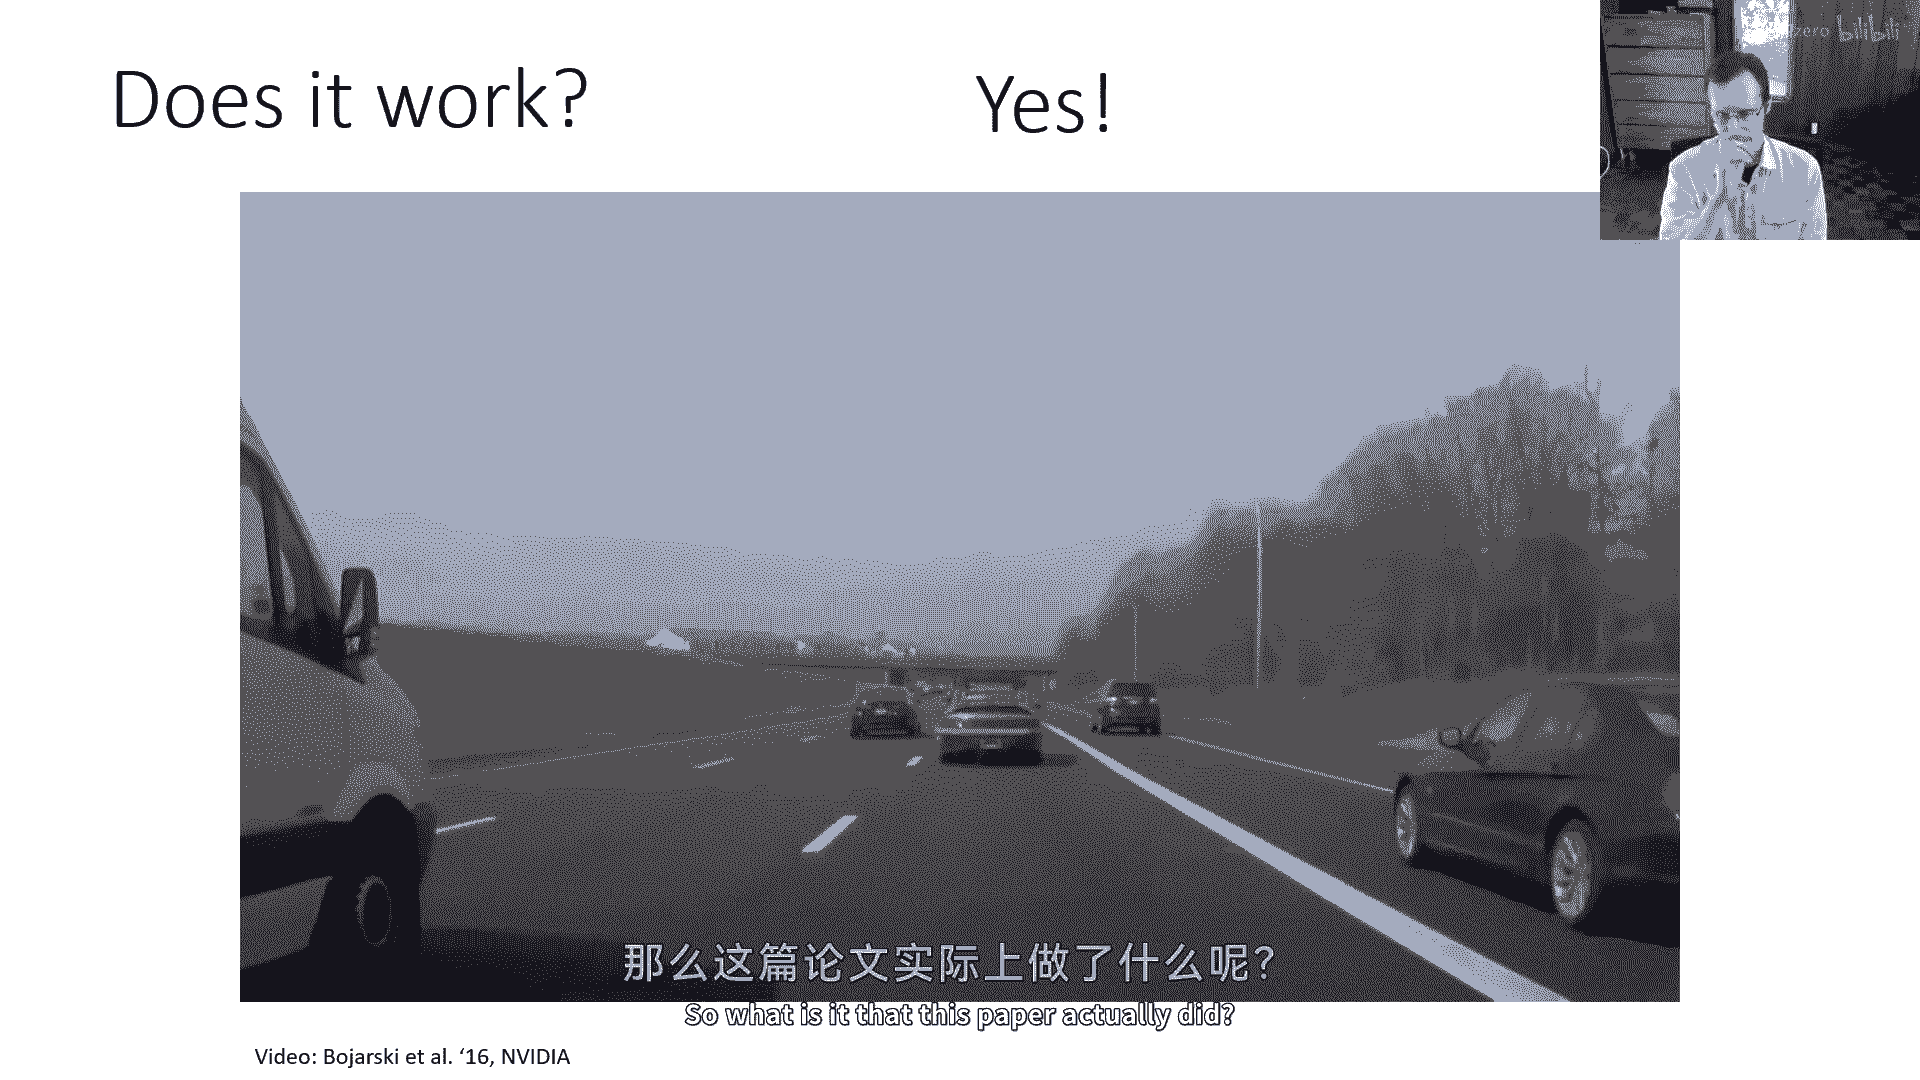 Does it work?
Yes!
zero bilibili
那么这篇论文实际上做了什么呢?
So what is it that this paper actually did?
Video: Bojarski et al. ‘16, NVIDIA